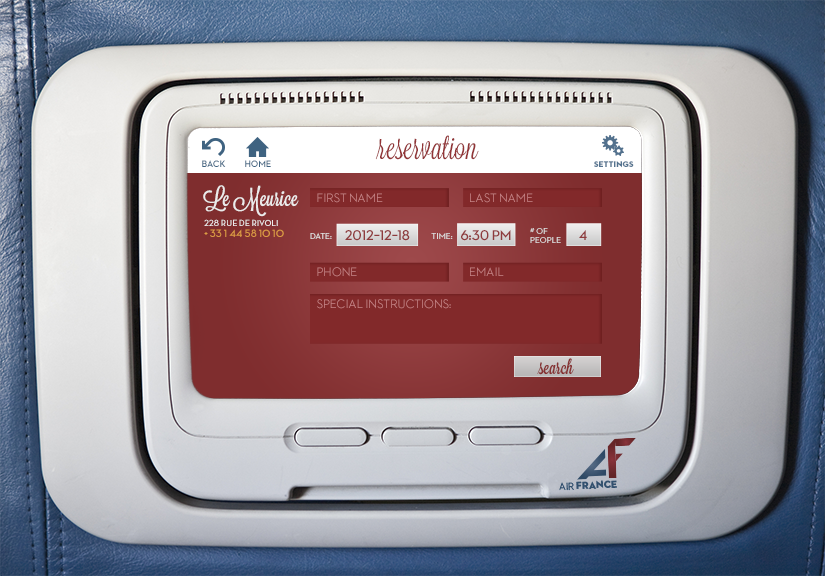 BACK
HOME
reservation
SETTINGS
Le Meurice
228 RUE DE RIVOLI
+33 1 44 58 10 10
FIRST NAME
LAST NAME
DATE: 2012-12-18
TIME: 6:30 PM
# OF
PEOPLE
4
PHONE
EMAIL
SPECIAL INSTRUCTIONS:
search
AF
AIR FRANCE